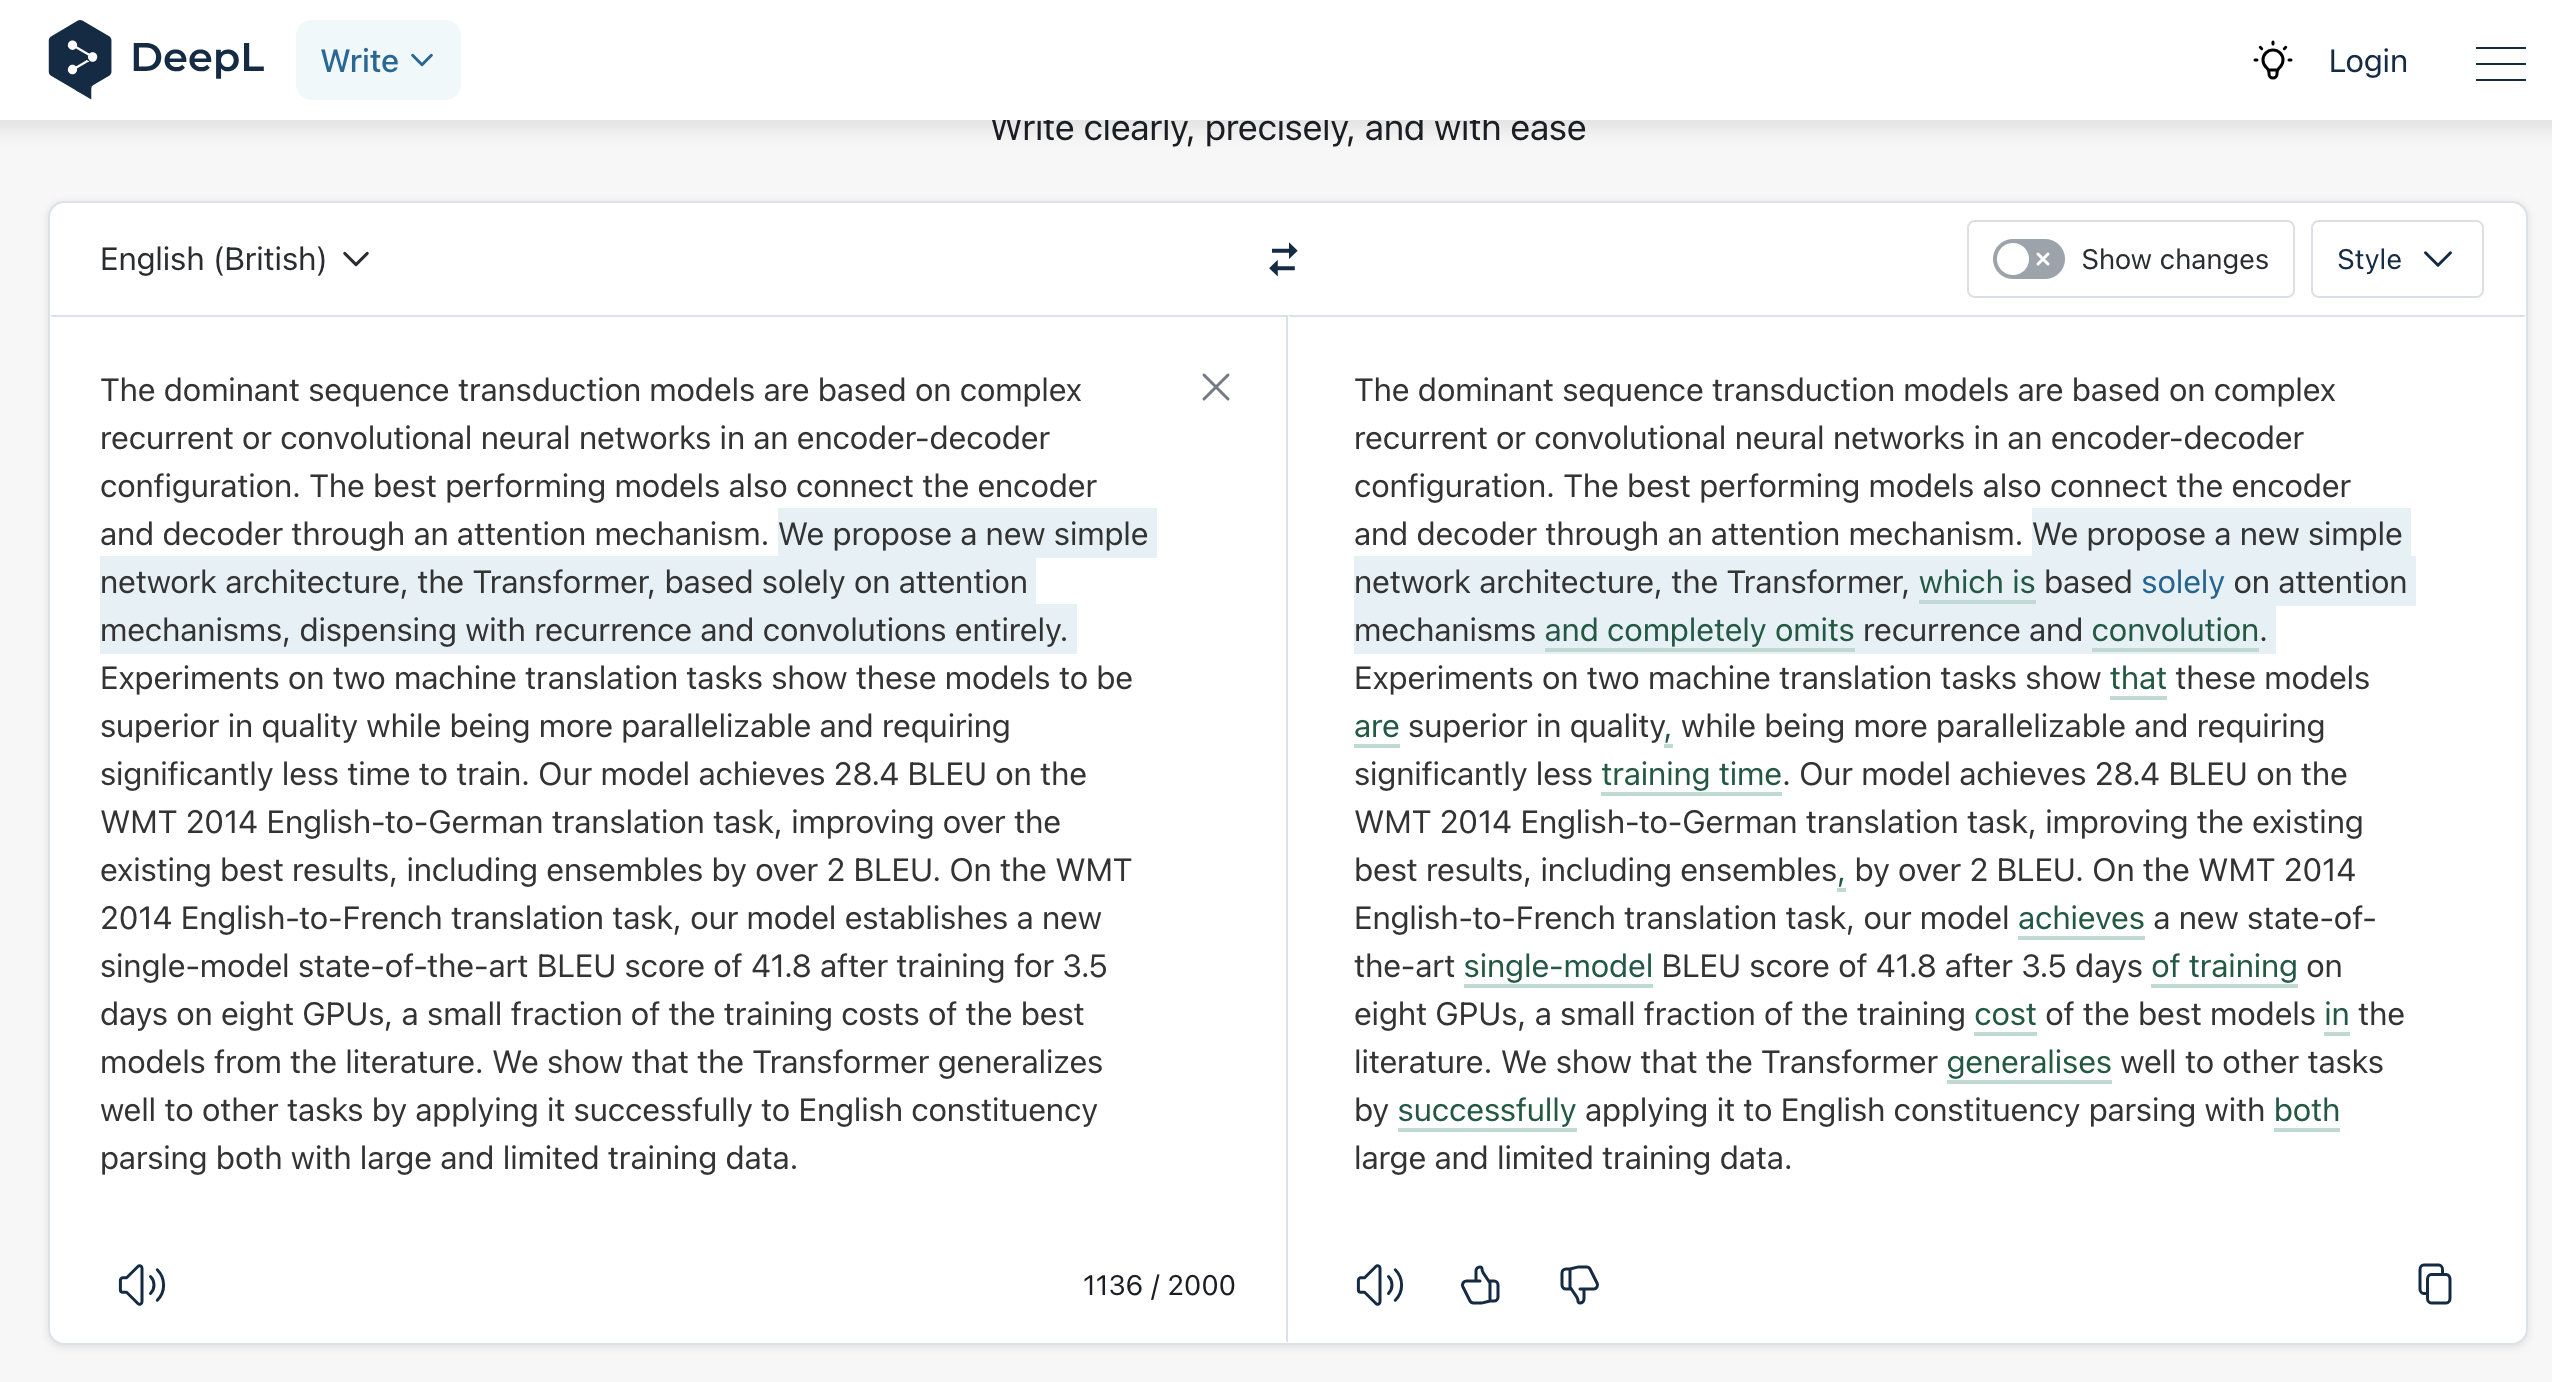 DeepL
Write
Login
Write clearly, precisely, and with ease
English (British)
Show changes
Style
The dominant sequence transduction models are based on complex
recurrent or convolutional neural networks in an encoder-decoder
configuration. The best performing models also connect the encoder
and decoder through an attention mechanism. We propose a new simple
network architecture, the Transformer, based solely on attention
mechanisms, dispensing with recurrence and convolutions entirely.
Experiments on two machine translation tasks show these models to be
superior in quality while being more parallelizable and requiring
significantly less time to train. Our model achieves 28.4 BLEU on the
WMT 2014 English-to-German translation task, improving over the
existing best results, including ensembles by over 2 BLEU. On the WMT
2014 English-to-French translation task, our model establishes a new
single-model state-of-the-art BLEU score of 41.8 after training for 3.5
days on eight GPUs, a small fraction of the training costs of the best
models from the literature. We show that the Transformer generalizes
well to other tasks by applying it successfully to English constituency
parsing both with large and limited training data.
1136 / 2000
The dominant sequence transduction models are based on complex
recurrent or convolutional neural networks in an encoder-decoder
configuration. The best performing models also connect the encoder
and decoder through an attention mechanism. We propose a new simple
network architecture, the Transformer, which is based solely on attention
mechanisms and completely omits recurrence and convolution.
Experiments on two machine translation tasks show that these models
are superior in quality, while being more parallelizable and requiring
significantly less training time. Our model achieves 28.4 BLEU on the
WMT 2014 English-to-German translation task, improving the existing
best results, including ensembles, by over 2 BLEU. On the WMT 2014
English-to-French translation task, our model achieves a new state-of-
the-art single-model BLEU score of 41.8 after 3.5 days of training on
eight GPUs, a small fraction of the training cost of the best models in the
literature. We show that the Transformer generalises well to other tasks
by successfully applying it to English constituency parsing with both
large and limited training data.